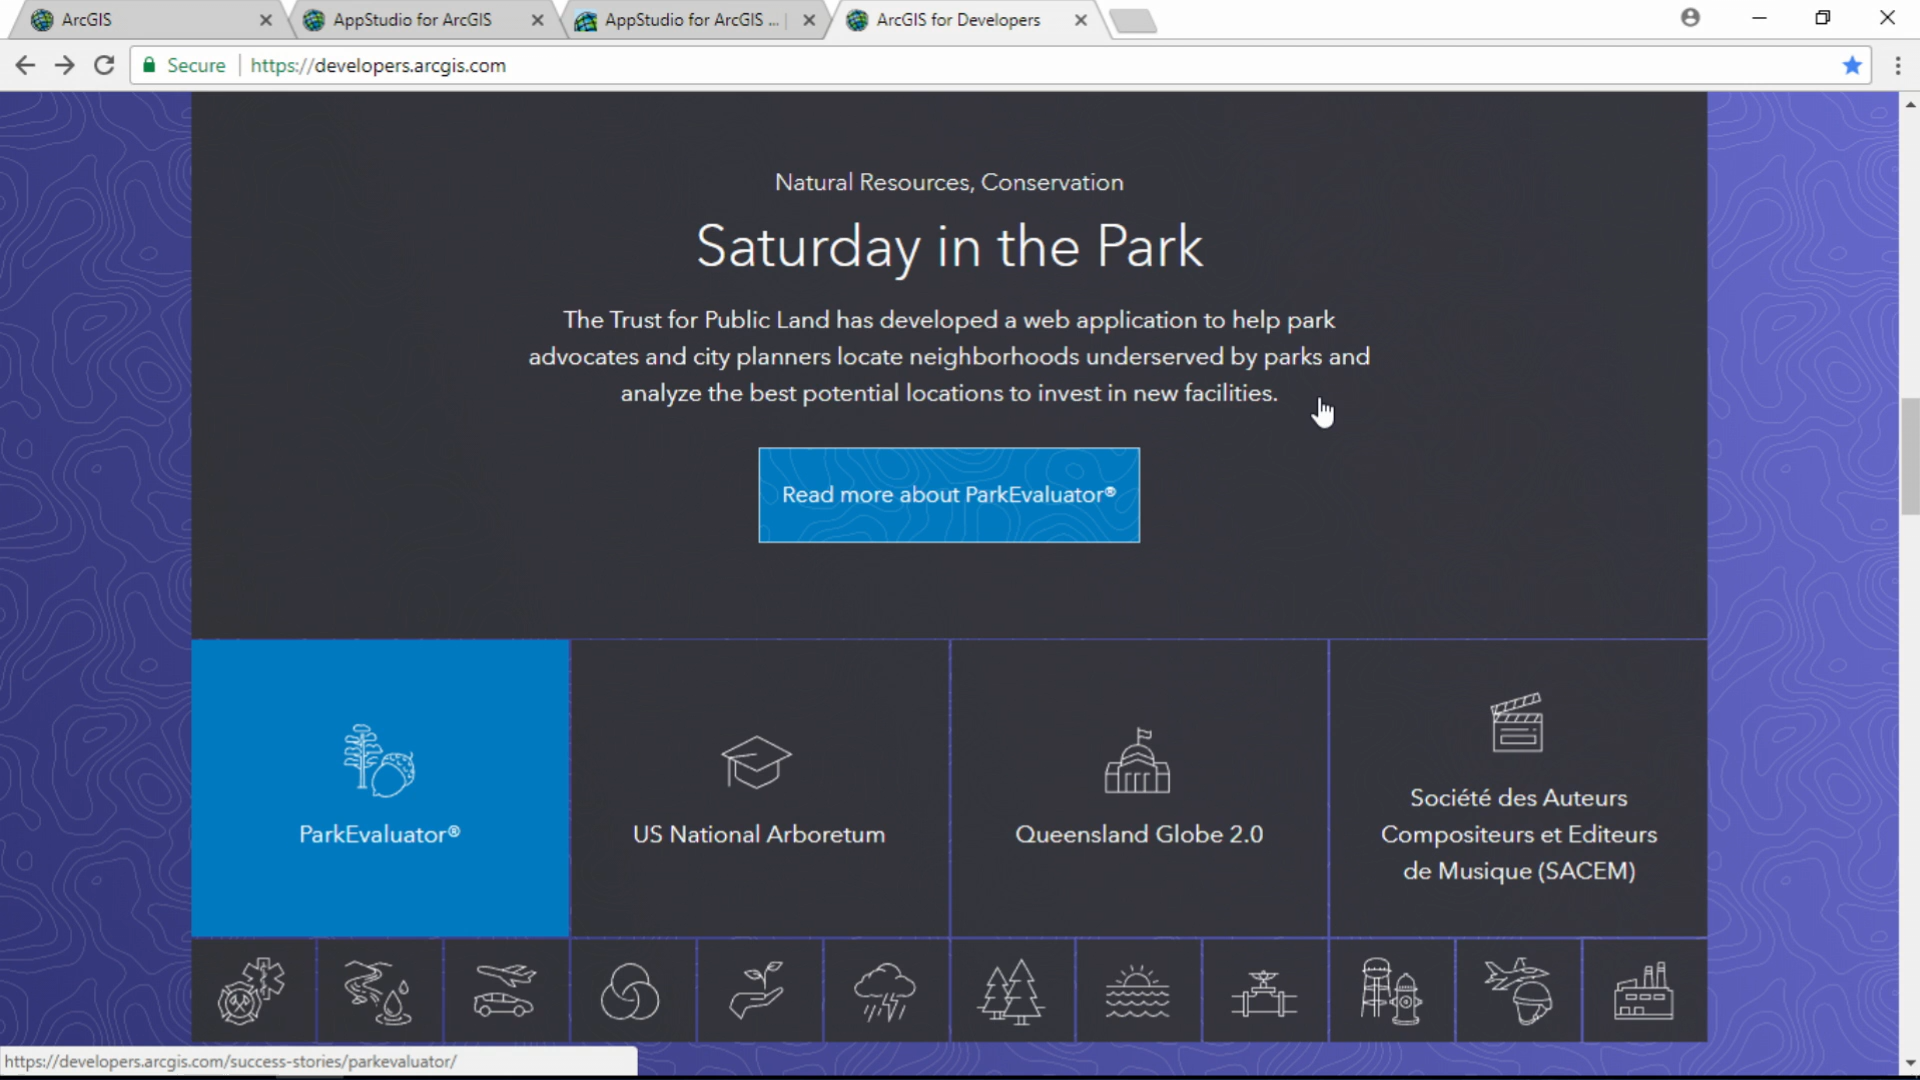 ArcGIS
AppStudio for ArcGIS
AppStudio for ArcGIS ...
ArcGIS for Developers
Secure
https://developers.arcgis.com
Natural Resources, Conservation
Saturday in the Park
The Trust for Public Land has developed a web application to help park
advocates and city planners locate neighborhoods underserved by parks and
analyze the best potential locations to invest in new facilities.
Read more about ParkEvaluator®
ParkEvaluator®
US National Arboretum
Queensland Globe 2.0
Société des Auteurs
Compositeurs et Editeurs
de Musique (SACEM)
https://developers.arcgis.com/success-stories/parkevaluator/